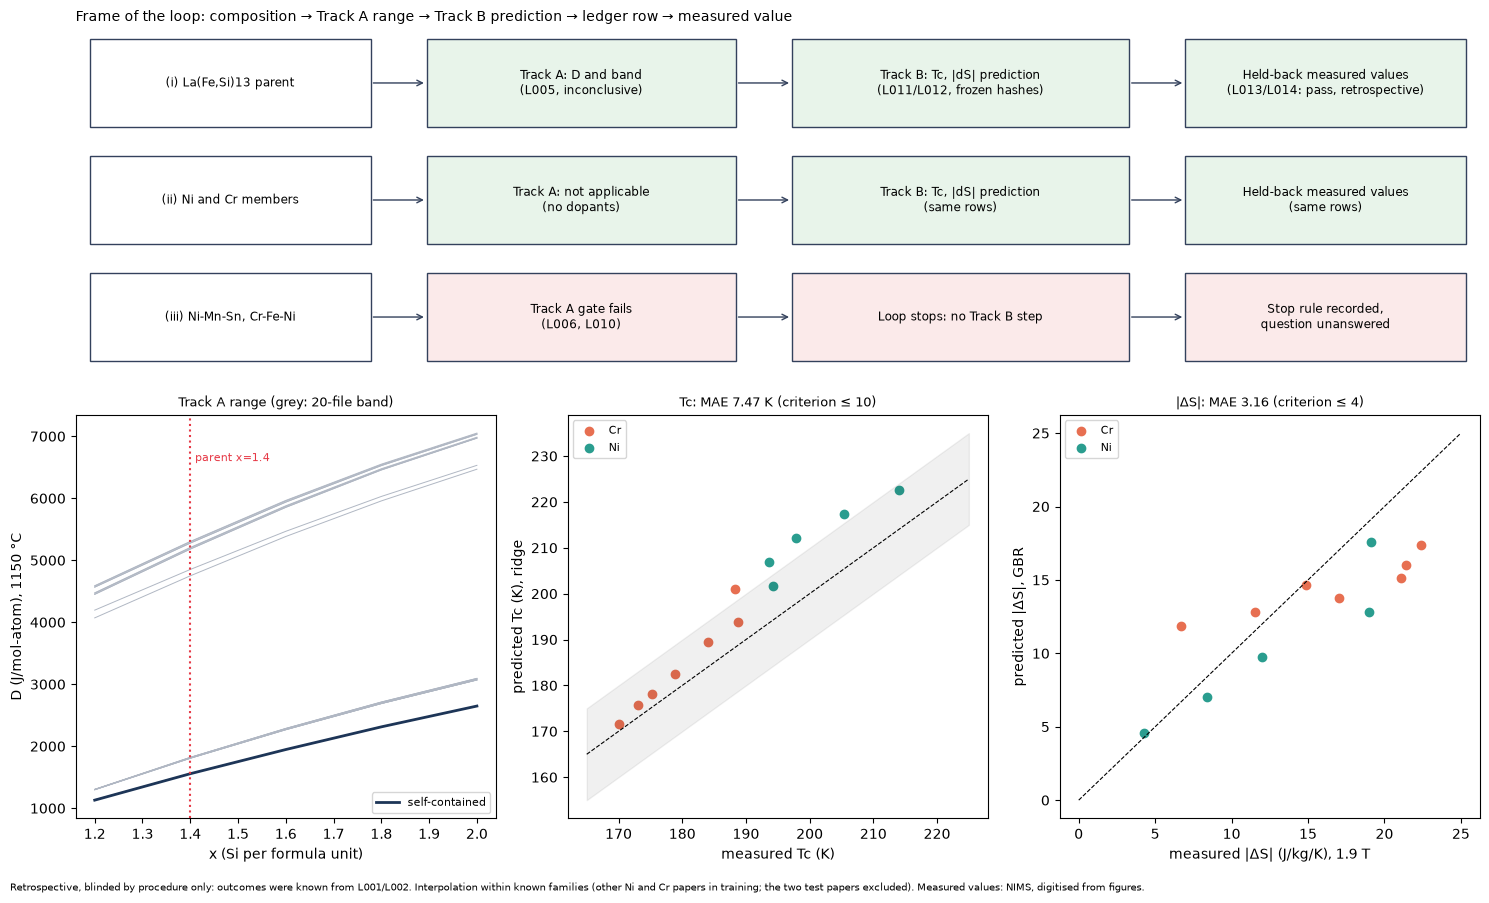 Frame of the loop: composition → Track A range → Track B prediction → ledger row → measured value
(i) La(Fe,Si)13 parent
Track A: D and band
(L005, inconclusive)
Track B: Tc, |dS| prediction
(L011/L012, frozen hashes)
Held-back measured values
(L013/L014: pass, retrospective)
(ii) Ni and Cr members
Track A: not applicable
(no dopants)
Track B: Tc, |dS| prediction
(same rows)
Held-back measured values
(same rows)
(iii) Ni-Mn-Sn, Cr-Fe-Ni
Track A gate fails
(L006, L010)
Loop stops: no Track B step
Stop rule recorded,
question unanswered
Track A range (grey: 20-file band)
D (J/mol-atom), 1150 °C
7000
6000
5000
4000
3000
2000
1000
parent x=1.4
self-contained
1.2 1.3 1.4 1.5 1.6 1.7 1.8 1.9 2.0
x (Si per formula unit)
Tc: MAE 7.47 K (criterion ≤ 10)
predicted Tc (K), ridge
Cr
Ni
230
220
210
200
190
180
170
160
170 180 190 200 210 220
measured Tc (K)
|ΔS|: MAE 3.16 (criterion ≤ 4)
predicted |ΔS|, GBR
Cr
Ni
25
20
15
10
5
0
0 5 10 15 20 25
measured |ΔS| (J/kg/K), 1.9 T
Retrospective, blinded by procedure only: outcomes were known from L001/L002. Interpolation within known families (other Ni and Cr papers in training; the two test papers excluded). Measured values: NIMS, digitised from figures.